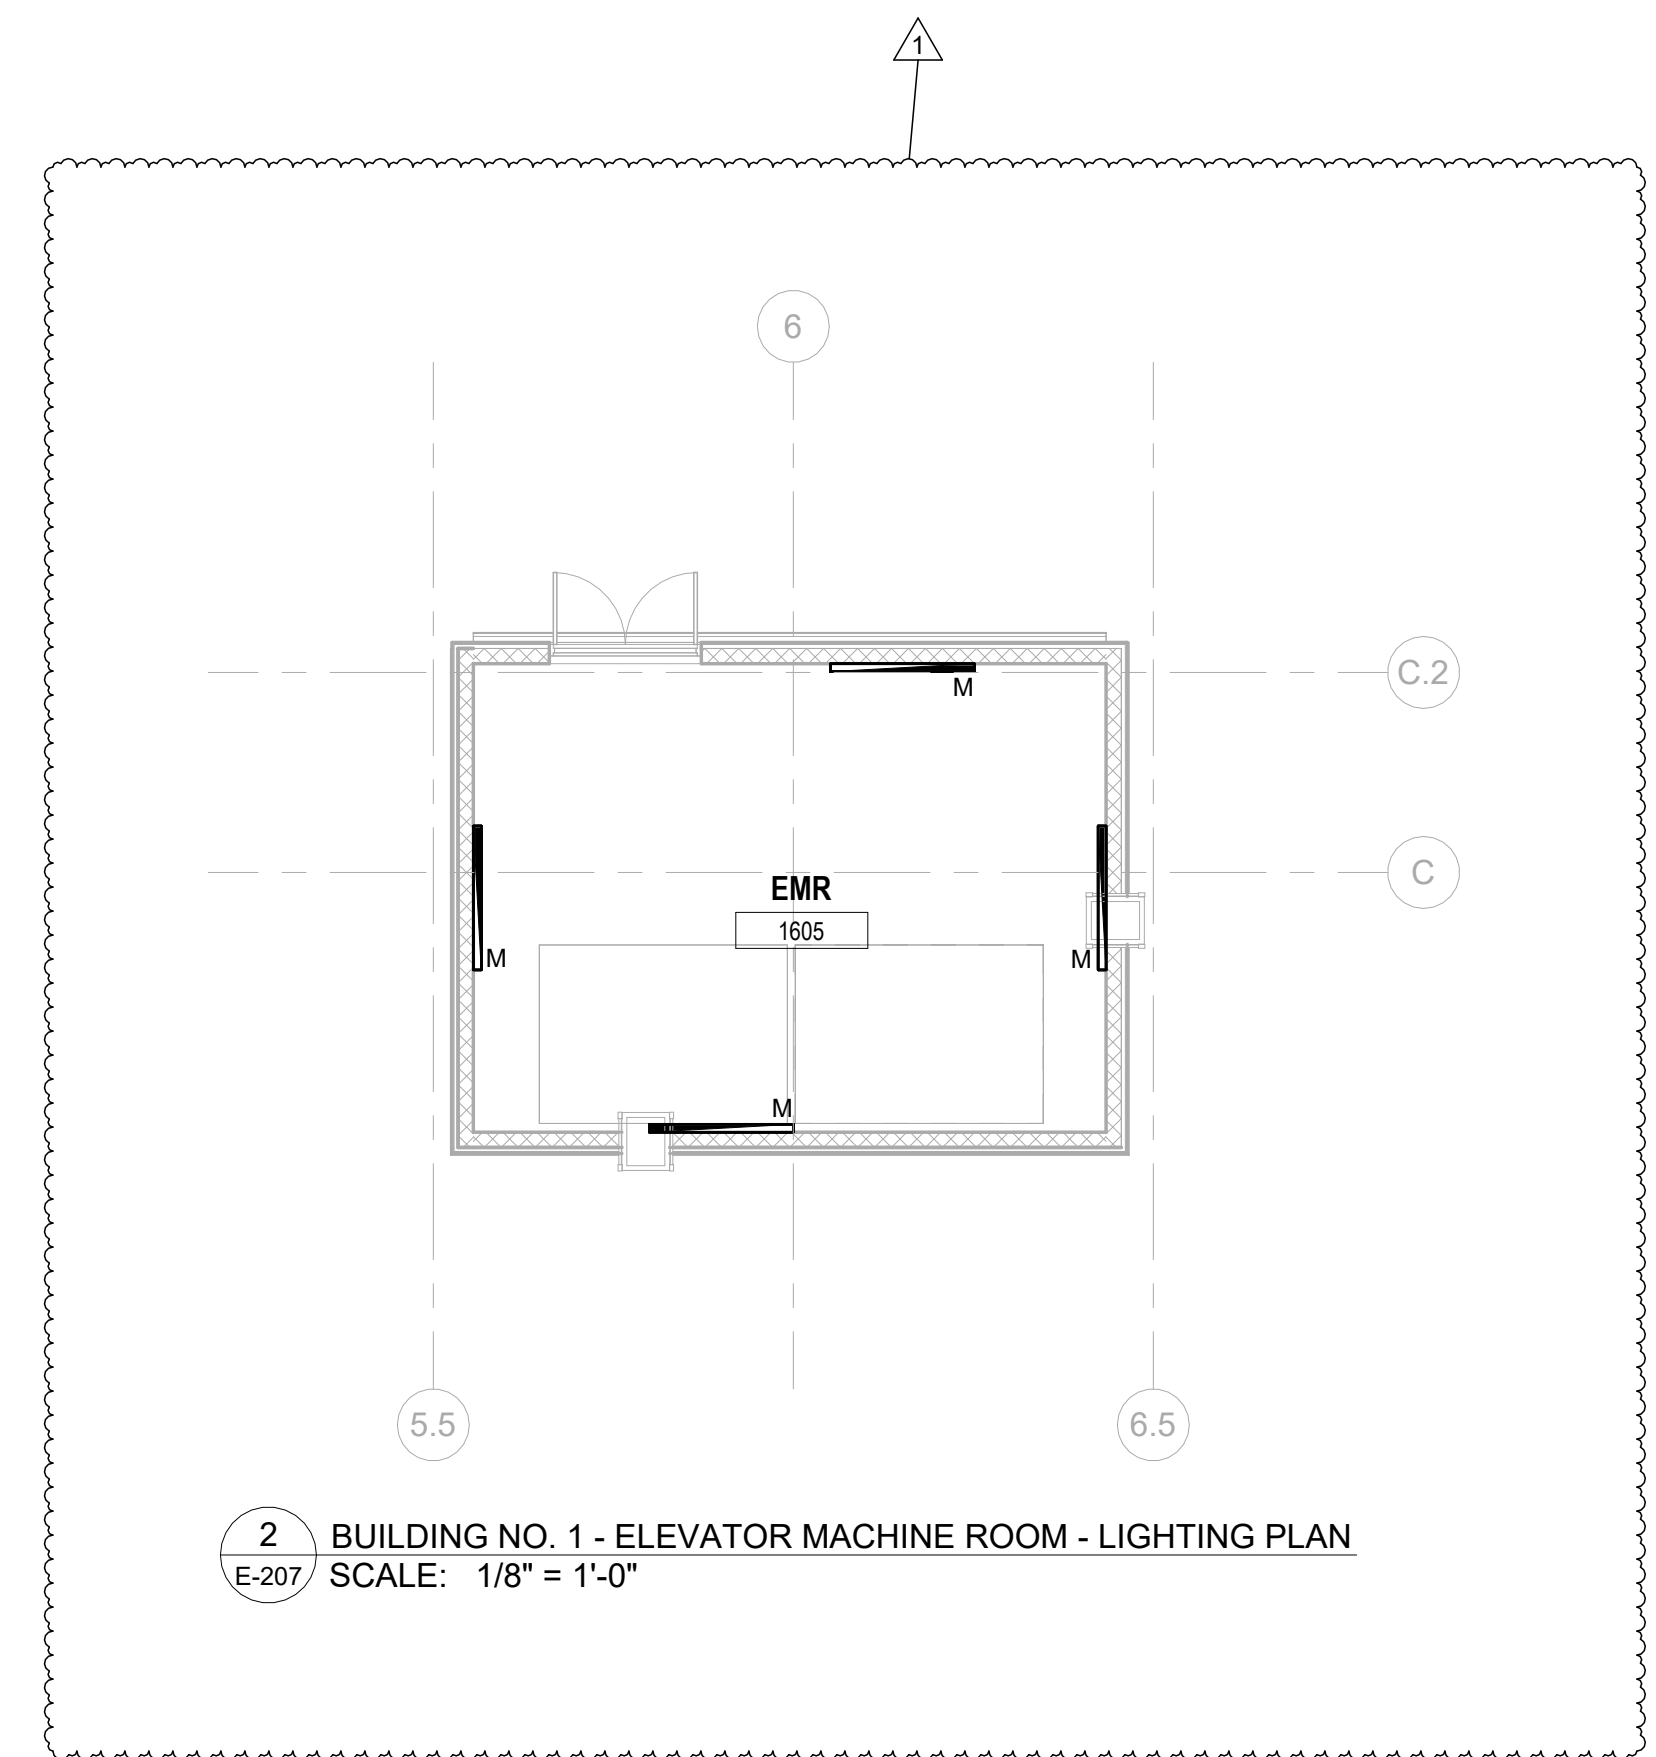 1
6
C.2
M
C
EMR
1605
M
M
M
5.5
6.5
2
BUILDING NO. 1 - ELEVATOR MACHINE ROOM - LIGHTING PLAN
E-207
SCALE: 1/8" = 1'-0"